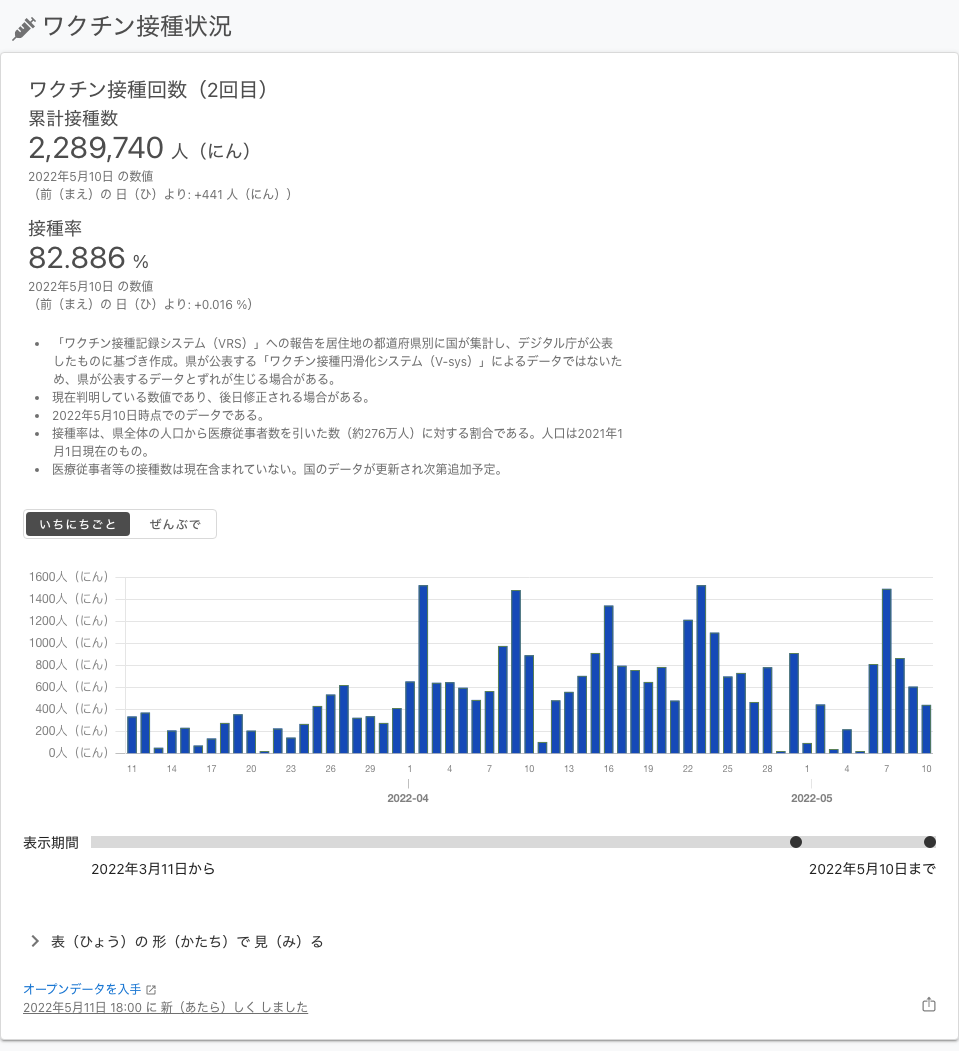 ワクチン接種状況
ワクチン接種回数（2回目）
累計接種数
2,289,740 人（にん）
2022年5月10日 の数値
（前（まえ）の 日（ひ）より: +441 人（にん））
接種率
82.886 %
2022年5月10日 の数値
（前（まえ）の 日（ひ）より: +0.016 %）
• 「ワクチン接種記録システム（VRS）」への報告を居住地の都道府県別に国が集計し、デジタル庁が公表
したものに基づき作成。県が公表する「ワクチン接種円滑化システム（V-sys）」によるデータではないた
め、県が公表するデータとずれが生じる場合がある。
• 現在判明している数値であり、後日修正される場合がある。
• 2022年5月10日時点でのデータである。
• 接種率は、県全体の人口から医療従事者数を引いた数（約276万人）に対する割合である。人口は2021年1
月1日現在のもの。
• 医療従事者等の接種数は現在含まれていない。国のデータが更新され次第追加予定。
いちにちごと ぜんぶで
1600人（にん）
1400人（にん）
1200人（にん）
1000人（にん）
800人（にん）
600人（にん）
400人（にん）
200人（にん）
0人（にん）
11 14 17 20 23 26 29 1 4 7 10 13 16 19 22 25 28 1 4 7 10
2022-04 2022-05
表示期間
2022年3月11日から 2022年5月10日まで
表（ひょう）の 形（かたち）で 見（み）る
オープンデータを入手
2022年5月11日 18:00 に 新（あたら）しく しました